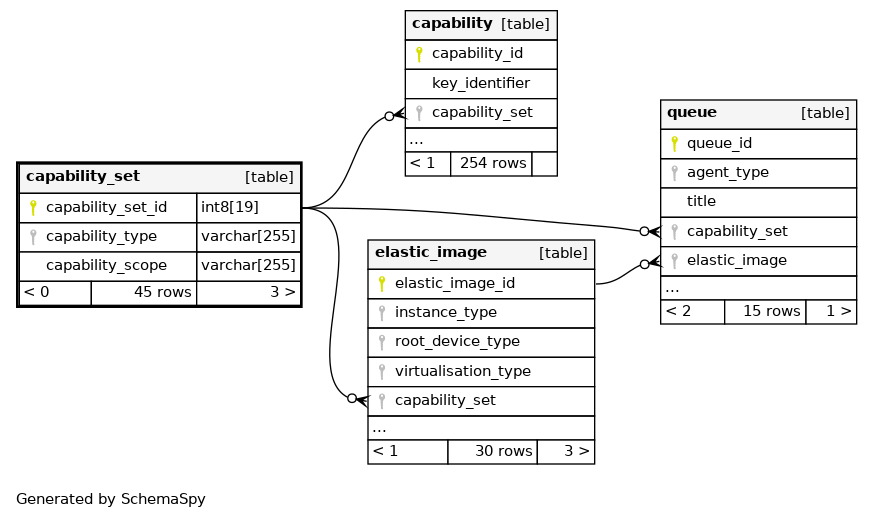 capability [table]
capability_id
key_identifier
capability_set
...
< 1 254 rows
queue [table]
queue_id
agent_type
title
capability_set
elastic_image
...
< 2 15 rows 1 >
capability_set [table]
capability_set_id int8[19]
capability_type varchar[255]
capability_scope varchar[255]
< 0 45 rows 3 >
elastic_image [table]
elastic_image_id
instance_type
root_device_type
virtualisation_type
capability_set
...
< 1 30 rows 3 >
Generated by SchemaSpy